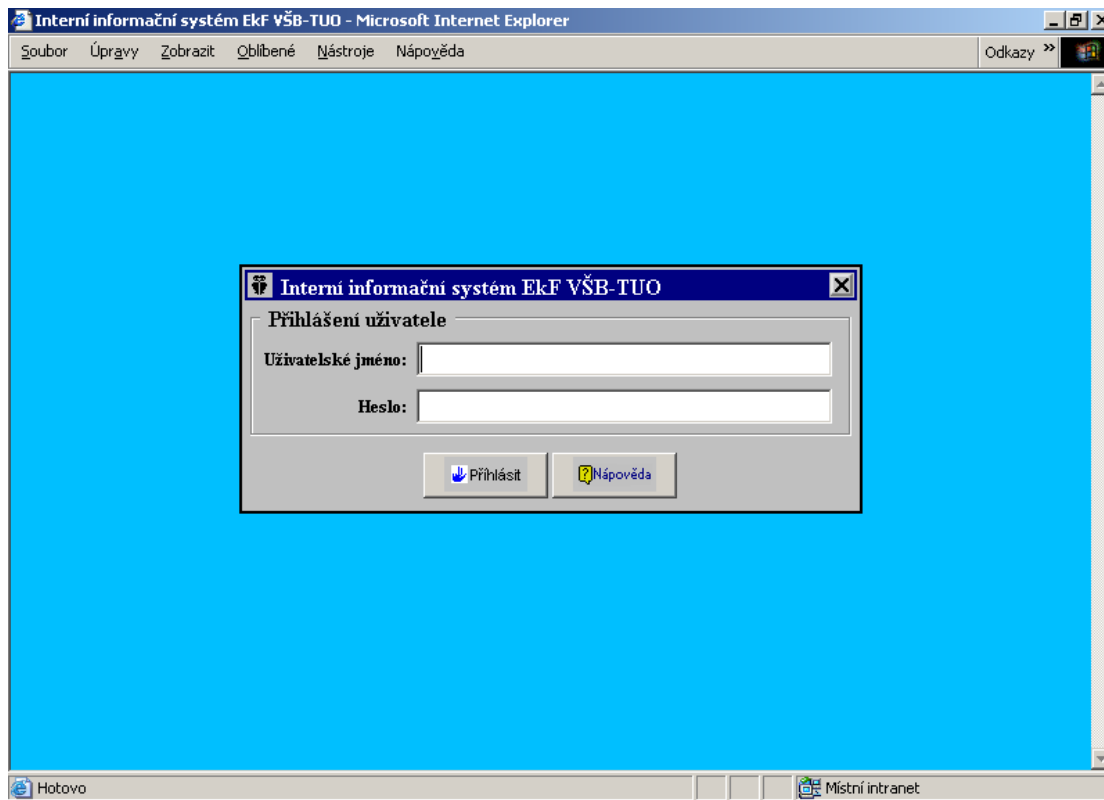 Interní informační systém EkF VŠB-TUO - Microsoft Internet Explorer
Soubor Úpravy Zobrazit Oblíbené Nástroje Nápověda Odkazy »
Interní informační systém EkF VŠB-TUO
Přihlášení uživatele
Uživatelské jméno:
Heslo:
Příhlásit Nápověda
Hotovo Místní intranet